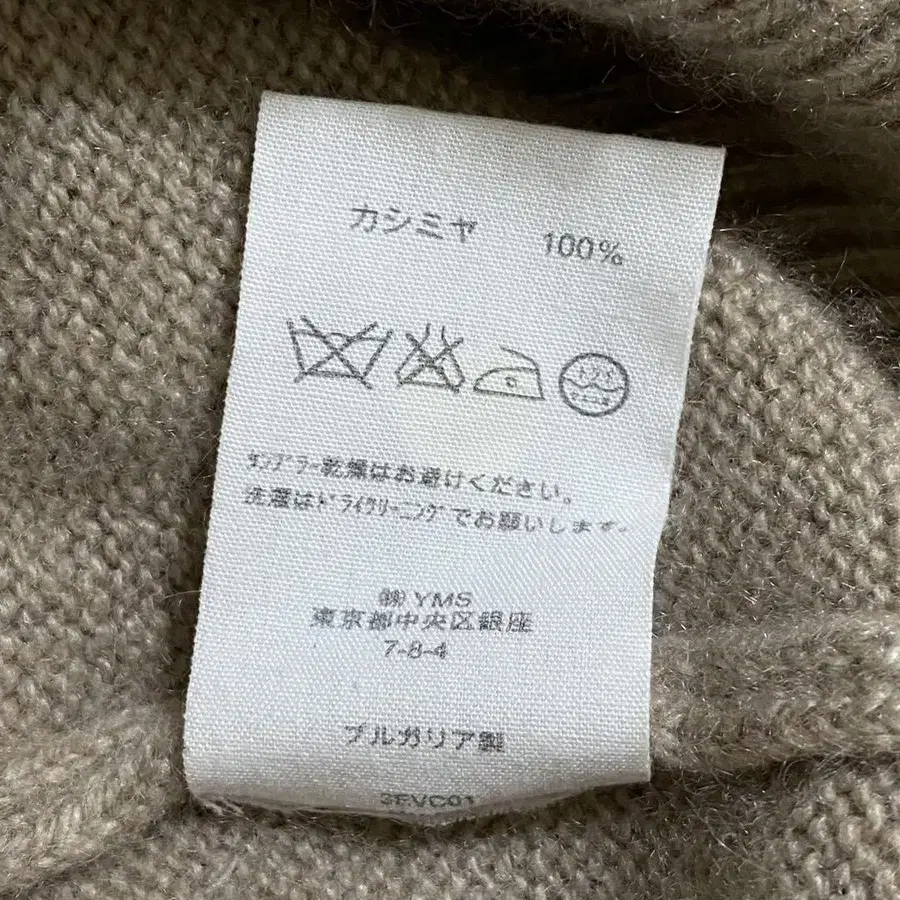 カシミヤ 100%
タンブラー乾燥はお避けください。
洗濯はドライクリーニングでお願いします。
㈱ YMS
東京都中央区銀座
7-8-4
ブルガリア製